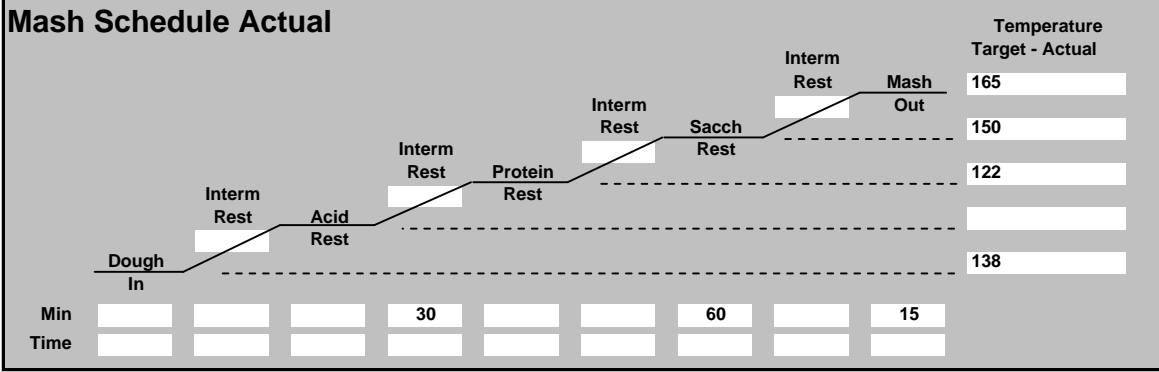 Mash Schedule Actual
Temperature
Target - Actual
Interm
Rest
Mash
Out
165
Interm
Rest
Sacch
Rest
150
Interm
Rest
Protein
Rest
122
Interm
Rest
Acid
Rest
Dough
In
138
Min 30 60 15
Time